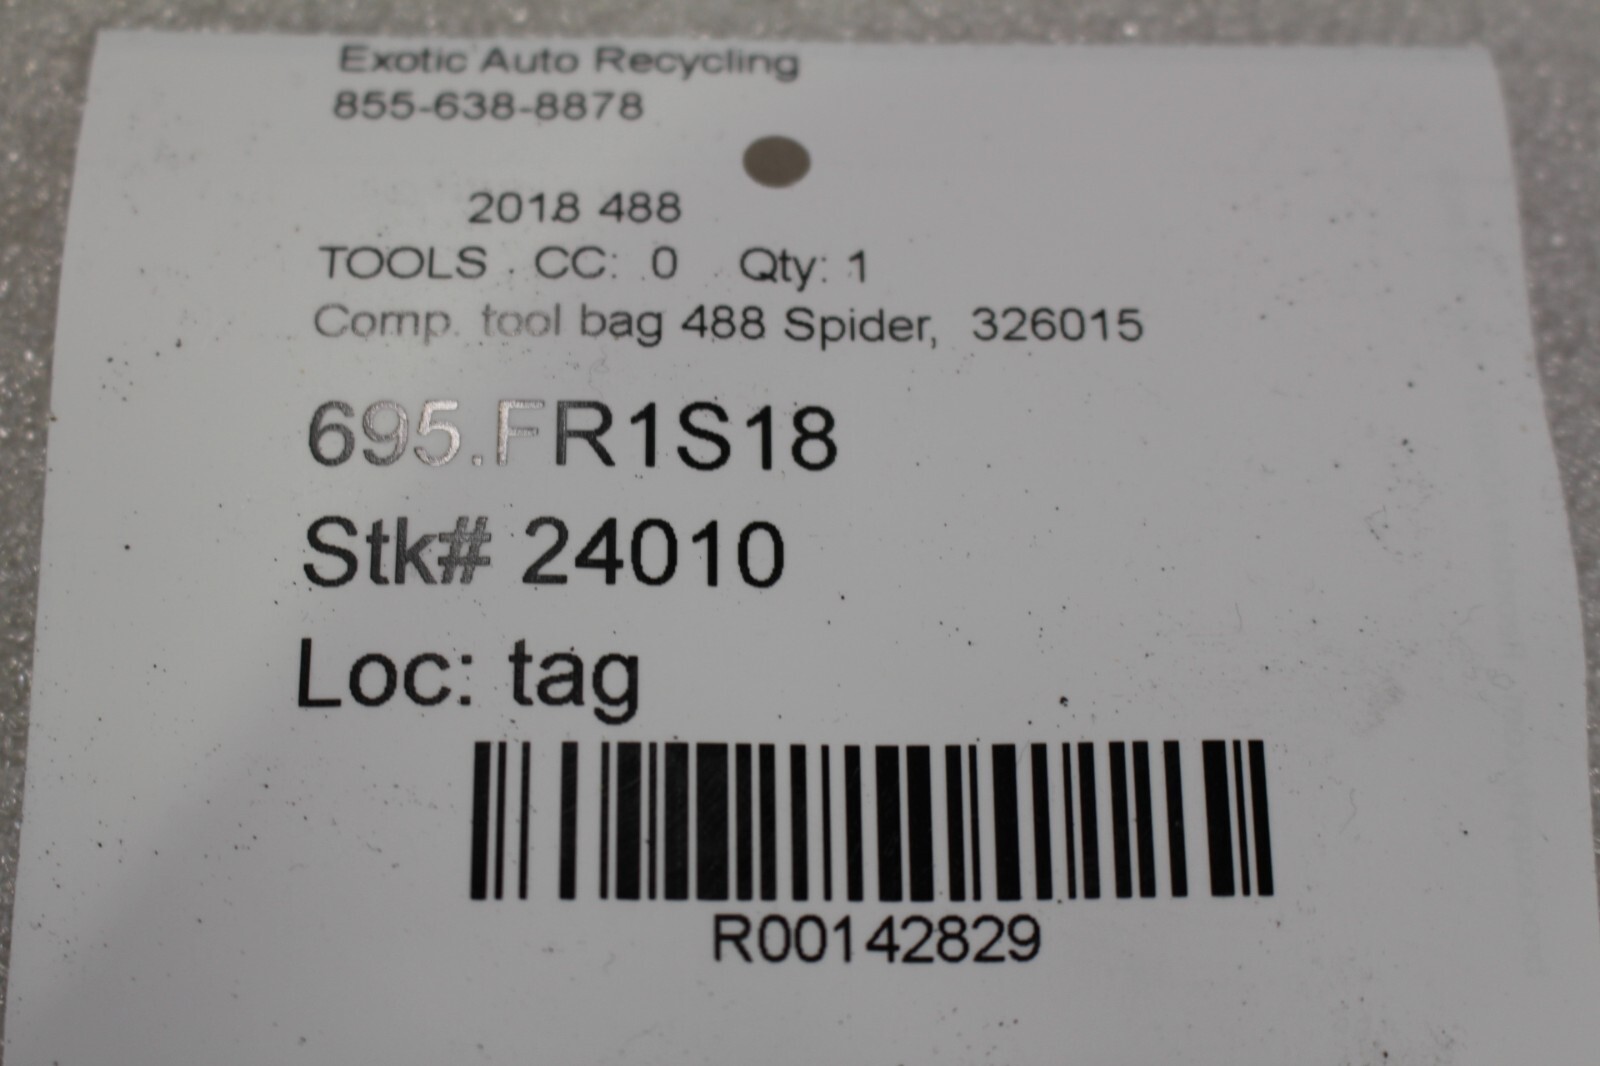 Exotic Auto Recycling
855-638-8878
2018 488
TOOLS . CC: 0 Qty: 1
Comp. tool bag 488 Spider, 326015
695.FR1S18
Stk# 24010
Loc: tag
R00142829